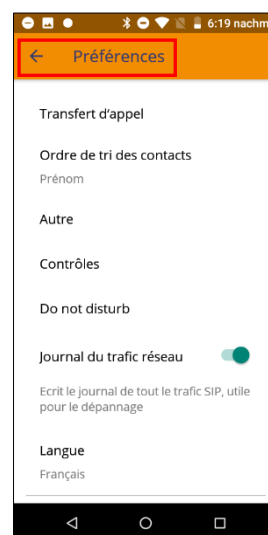 6:19 nachm
Préférences
Transfert d'appel
Ordre de tri des contacts
Prénom
Autre
Contrôles
Do not disturb
Journal du trafic réseau
Ecrit le journal de tout le trafic SIP, utile
pour le dépannage
Langue
Français